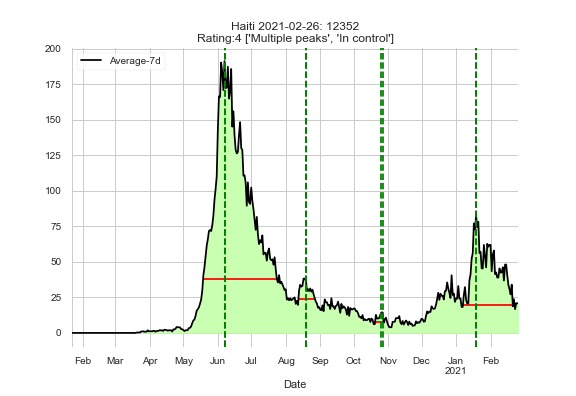 Haiti 2021-02-26: 12352
Rating:4 ['Multiple peaks', 'In control']
Average-7d
200
175
150
125
100
75
50
25
0
Feb Mar Apr May Jun Jul Aug Sep Oct Nov Dec Jan Feb
2021
Date